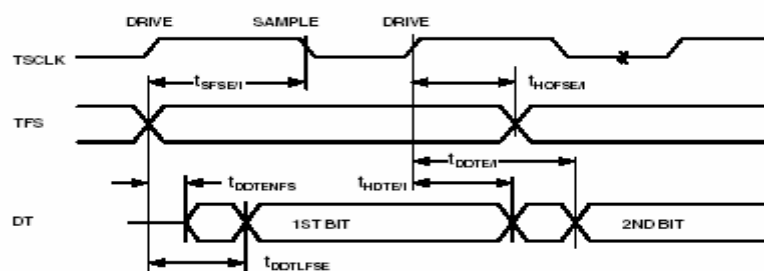 DRIVE SAMPLE DRIVE
TSCLK
tSFSE/I tHOFSE/I
TFS
tDDTE/I
tDDTENFS tHDTE/I
DT 1ST BIT 2ND BIT
tDDTLFSE